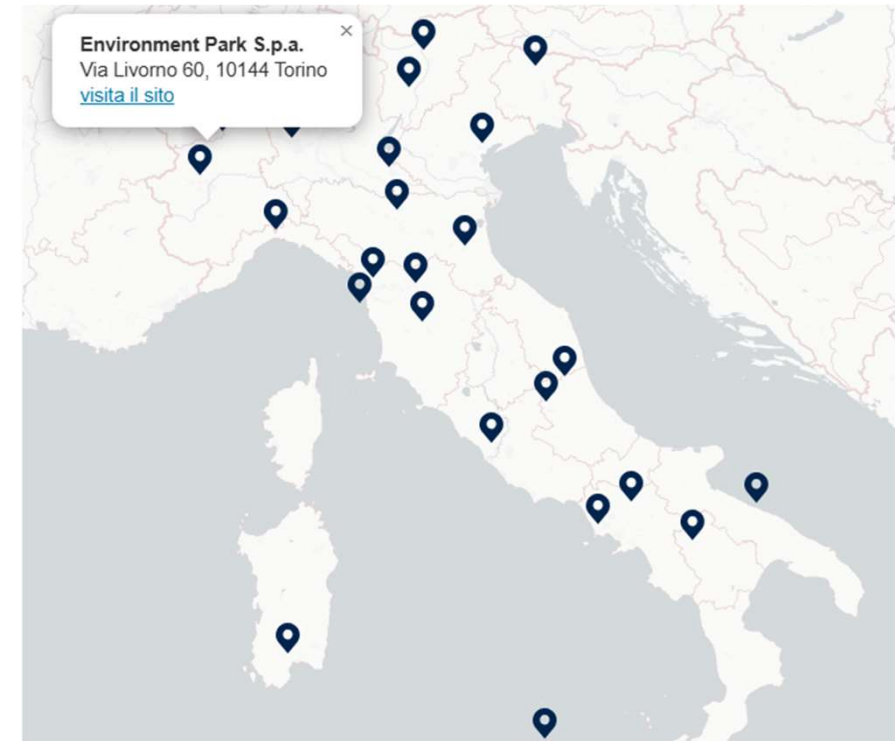 Environment Park S.p.a.
Via Livorno 60, 10144 Torino
visita il sito